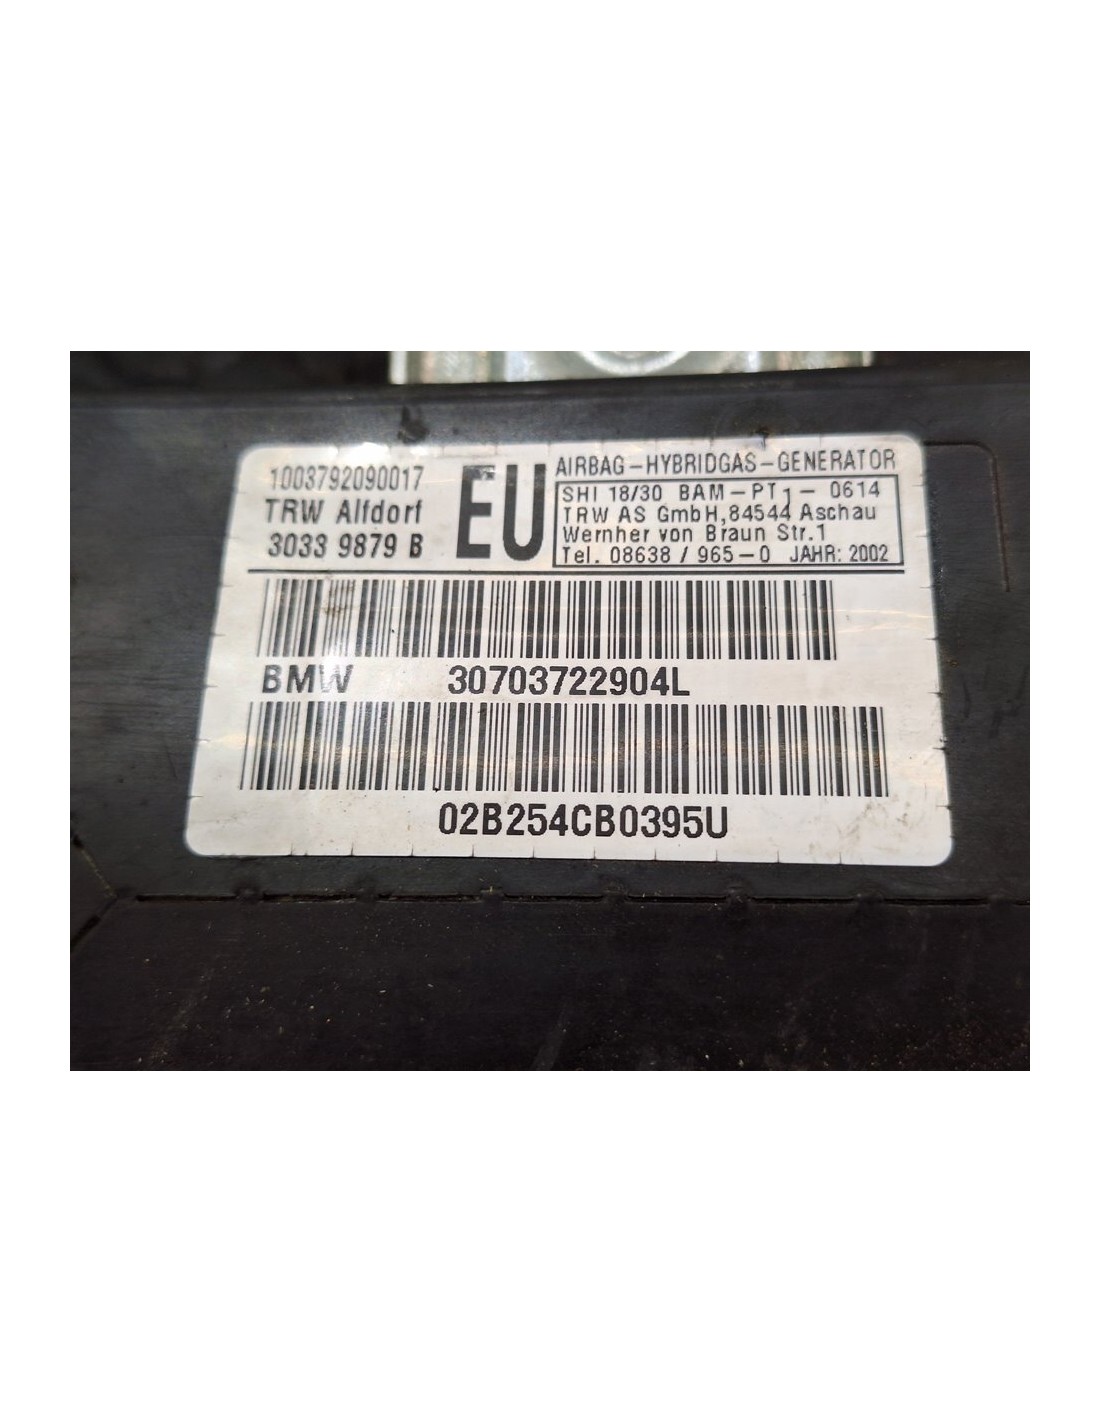 1003792090017
TRW Alfdorf
3033 9879 B
EU
AIRBAG-HYBRIDGAS-GENERATOR
SHI 18/30 BAM-PT1-0614
TRW AS GmbH,84544 Aschau
Wernher von Braun Str.1
Tel. 08638 / 965-0 JAHR: 2002
BMW 30703722904L
02B254CB0395U